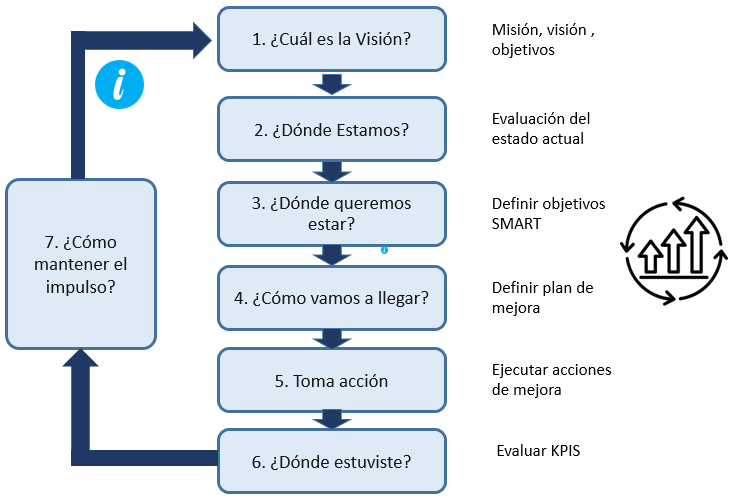 1. ¿Cuál es la Visión?
Misión, visión ,
objetivos
i
2. ¿Dónde Estamos?
Evaluación del
estado actual
3. ¿Dónde queremos
estar?
Definir objetivos
SMART
i
7. ¿Cómo
mantener el
impulso?
4. ¿Cómo vamos a llegar?
Definir plan de
mejora
5. Toma acción
Ejecutar acciones
de mejora
6. ¿Dónde estuviste?
Evaluar KPIS